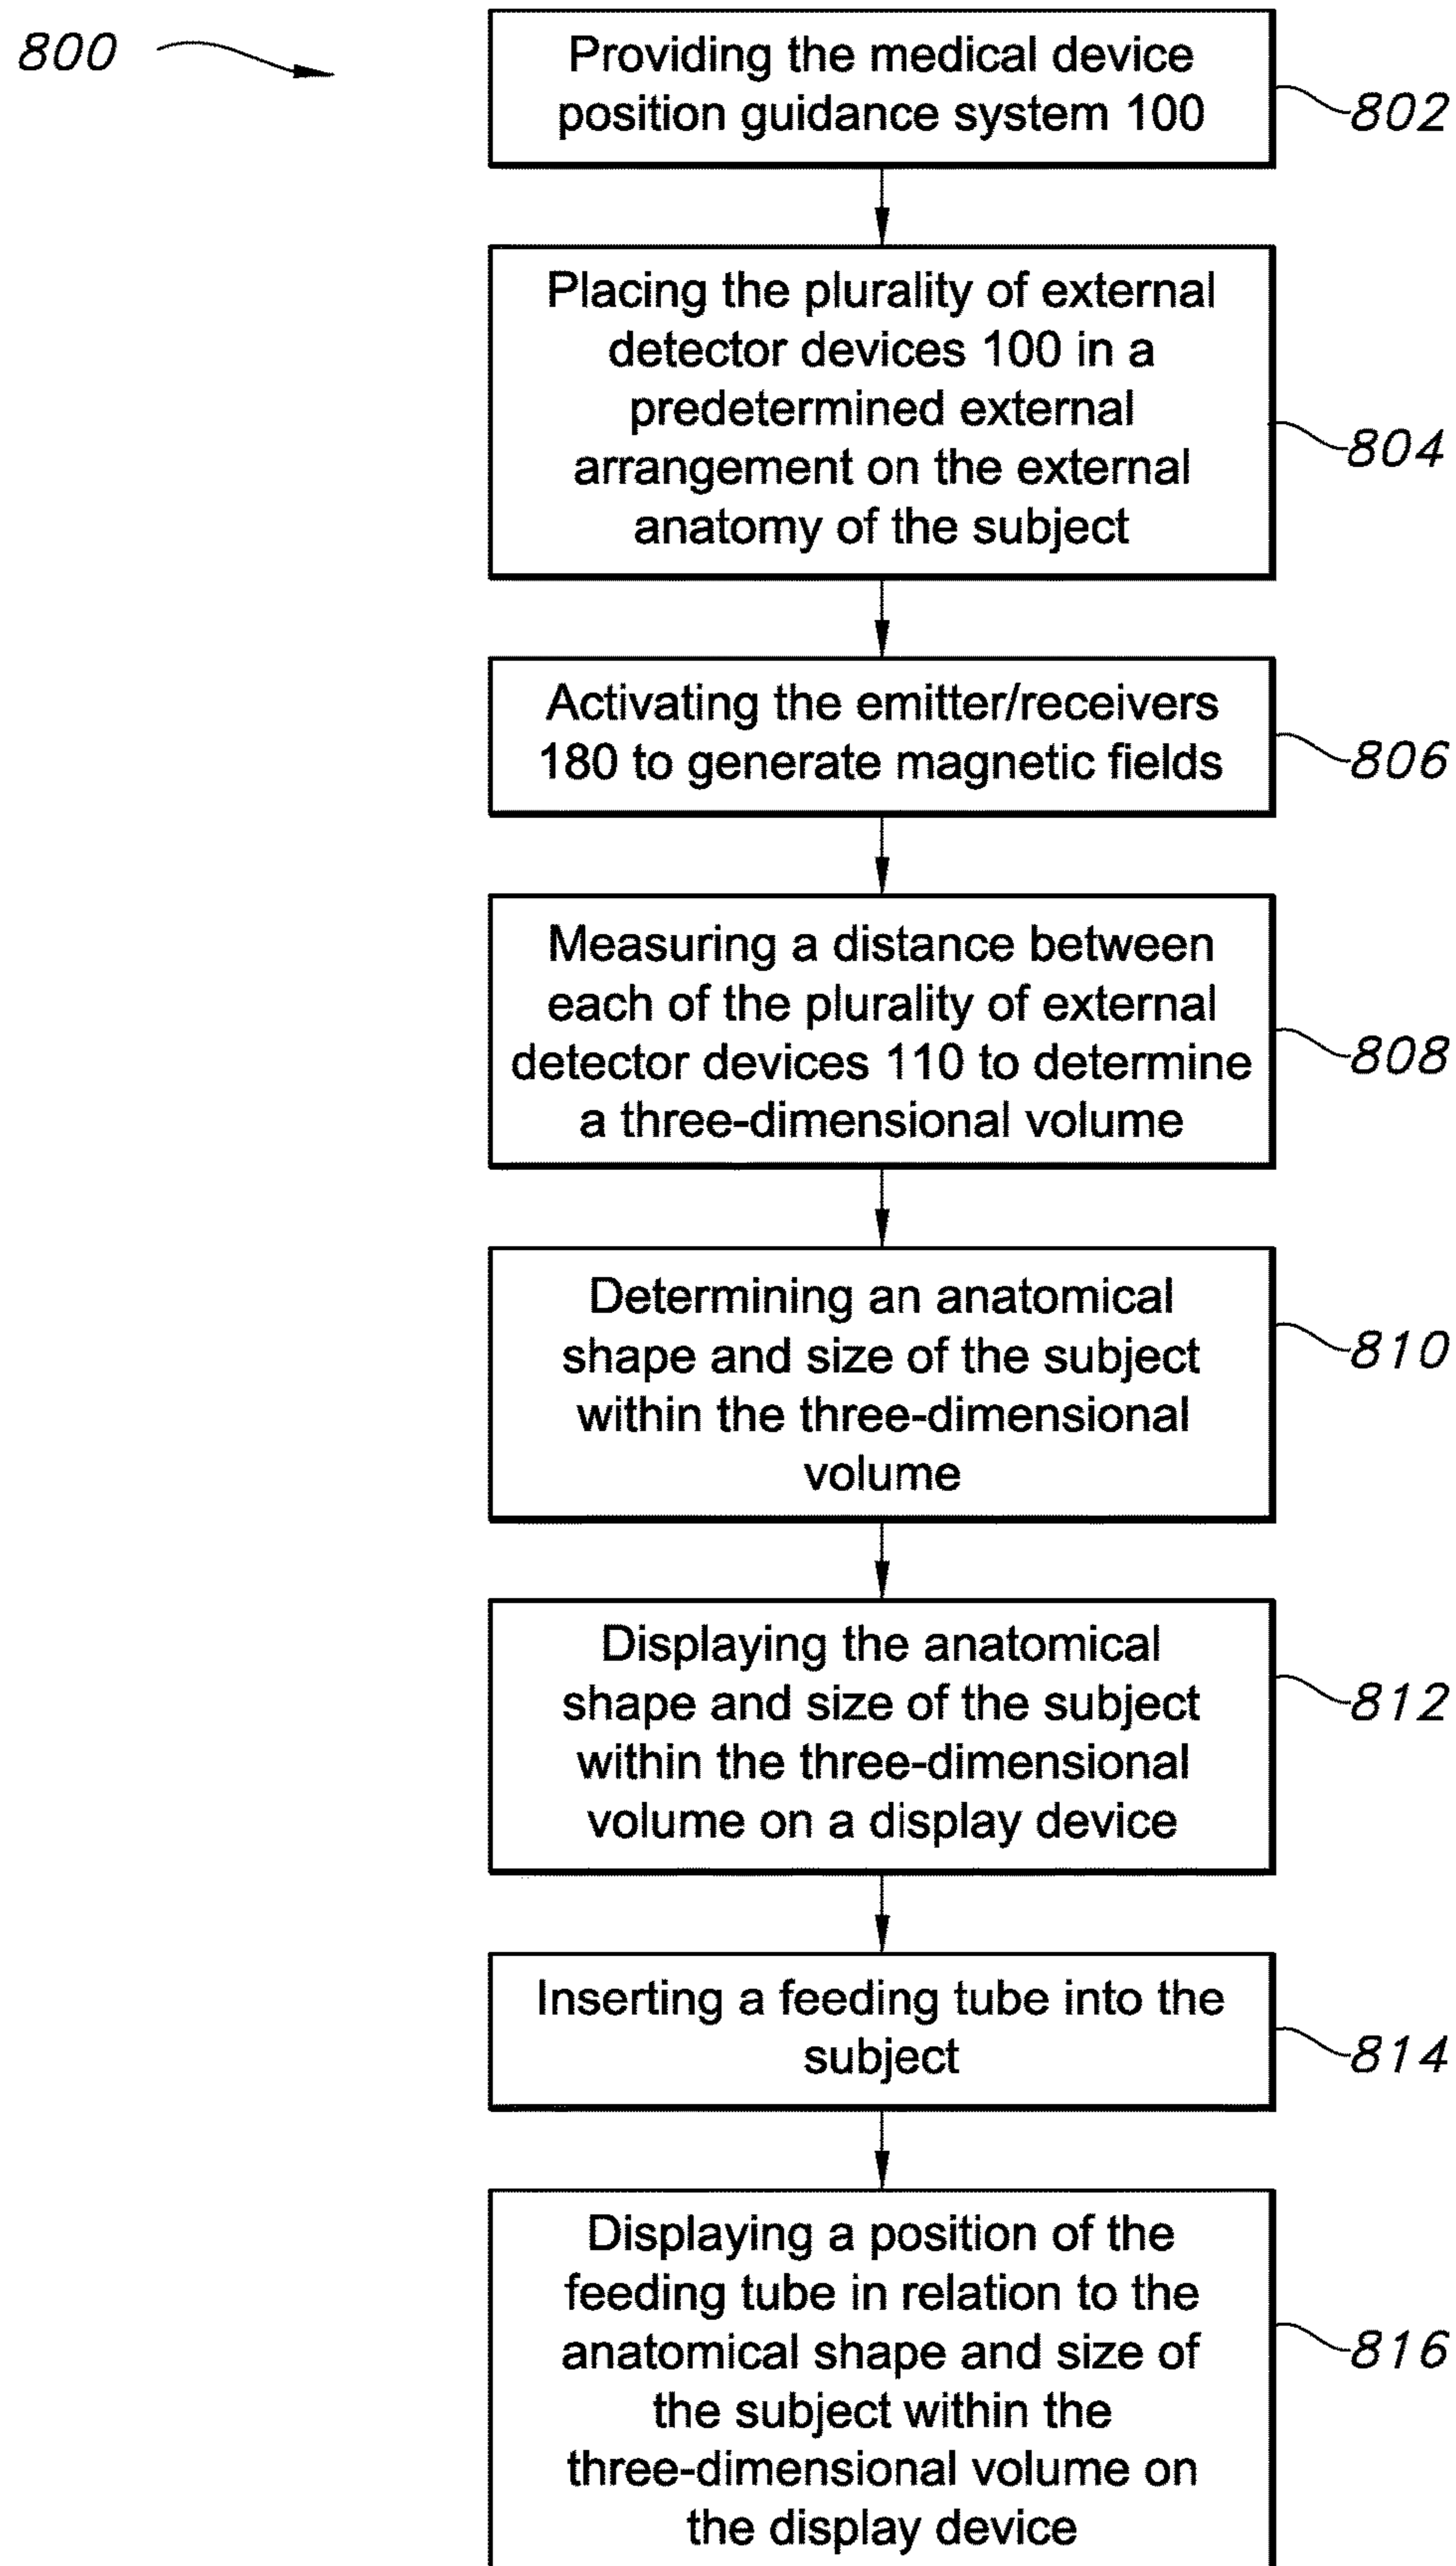 800
Providing the medical device
position guidance system 100
802
Placing the plurality of external
detector devices 100 in a
predetermined external
arrangement on the external
anatomy of the subject
804
Activating the emitter/receivers
180 to generate magnetic fields
806
Measuring a distance between
each of the plurality of external
detector devices 110 to determine
a three-dimensional volume
808
Determining an anatomical
shape and size of the subject
within the three-dimensional
volume
810
Displaying the anatomical
shape and size of the subject
within the three-dimensional
volume on a display device
812
Inserting a feeding tube into the
subject
814
Displaying a position of the
feeding tube in relation to the
anatomical shape and size of
the subject within the
three-dimensional volume on
the display device
816